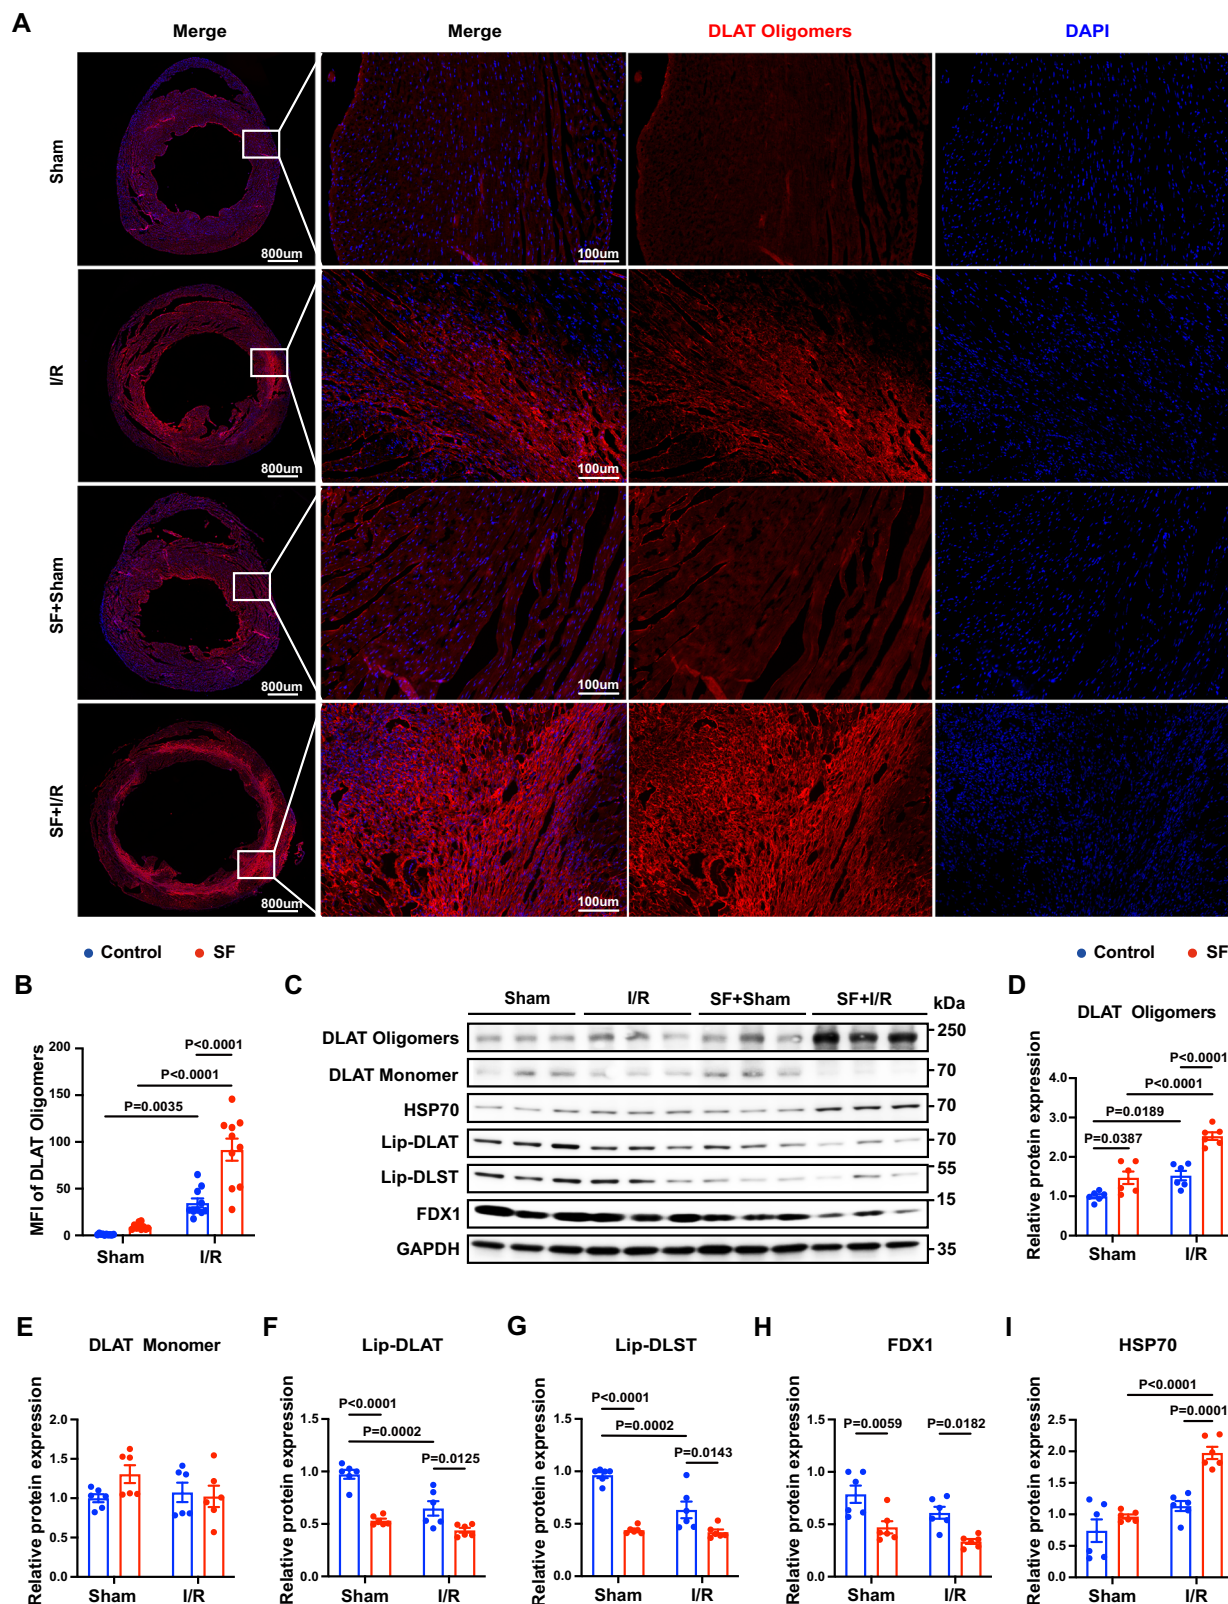 A
Merge Merge DLAT Oligomers DAPI
Sham
800um 100um
I/R
800um 100um
SF+Sham
800um 100um
SF+I/R
800um 100um
Control SF
Control SF
B
MFI of DLAT Oligomers
200
150
100
50
0
P<0.0001
P<0.0001
P=0.0035
Sham I/R
C
Sham I/R SF+Sham SF+I/R kDa
DLAT Oligomers 250
DLAT Monomer 70
HSP70 70
Lip-DLAT 70
Lip-DLST 55
FDX1 15
GAPDH 35
D
DLAT Oligomers
Relative protein expression
4.0
3.0
2.0
1.0
0.0
P<0.0001
P<0.0001
P=0.0189
P=0.0387
Sham I/R
E
DLAT Monomer
Relative protein expression
2.0
1.5
1.0
0.5
0.0
Sham I/R
F
Lip-DLAT
Relative protein expression
1.5
1.0
0.5
0.0
P<0.0001
P=0.0002
P=0.0125
Sham I/R
G
Lip-DLST
Relative protein expression
1.5
1.0
0.5
0.0
P<0.0001
P=0.0002
P=0.0143
Sham I/R
H
FDX1
Relative protein expression
1.5
1.0
0.5
0.0
P=0.0059
P=0.0182
Sham I/R
I
HSP70
Relative protein expression
2.5
2.0
1.5
1.0
0.5
0.0
P<0.0001
P=0.0001
Sham I/R